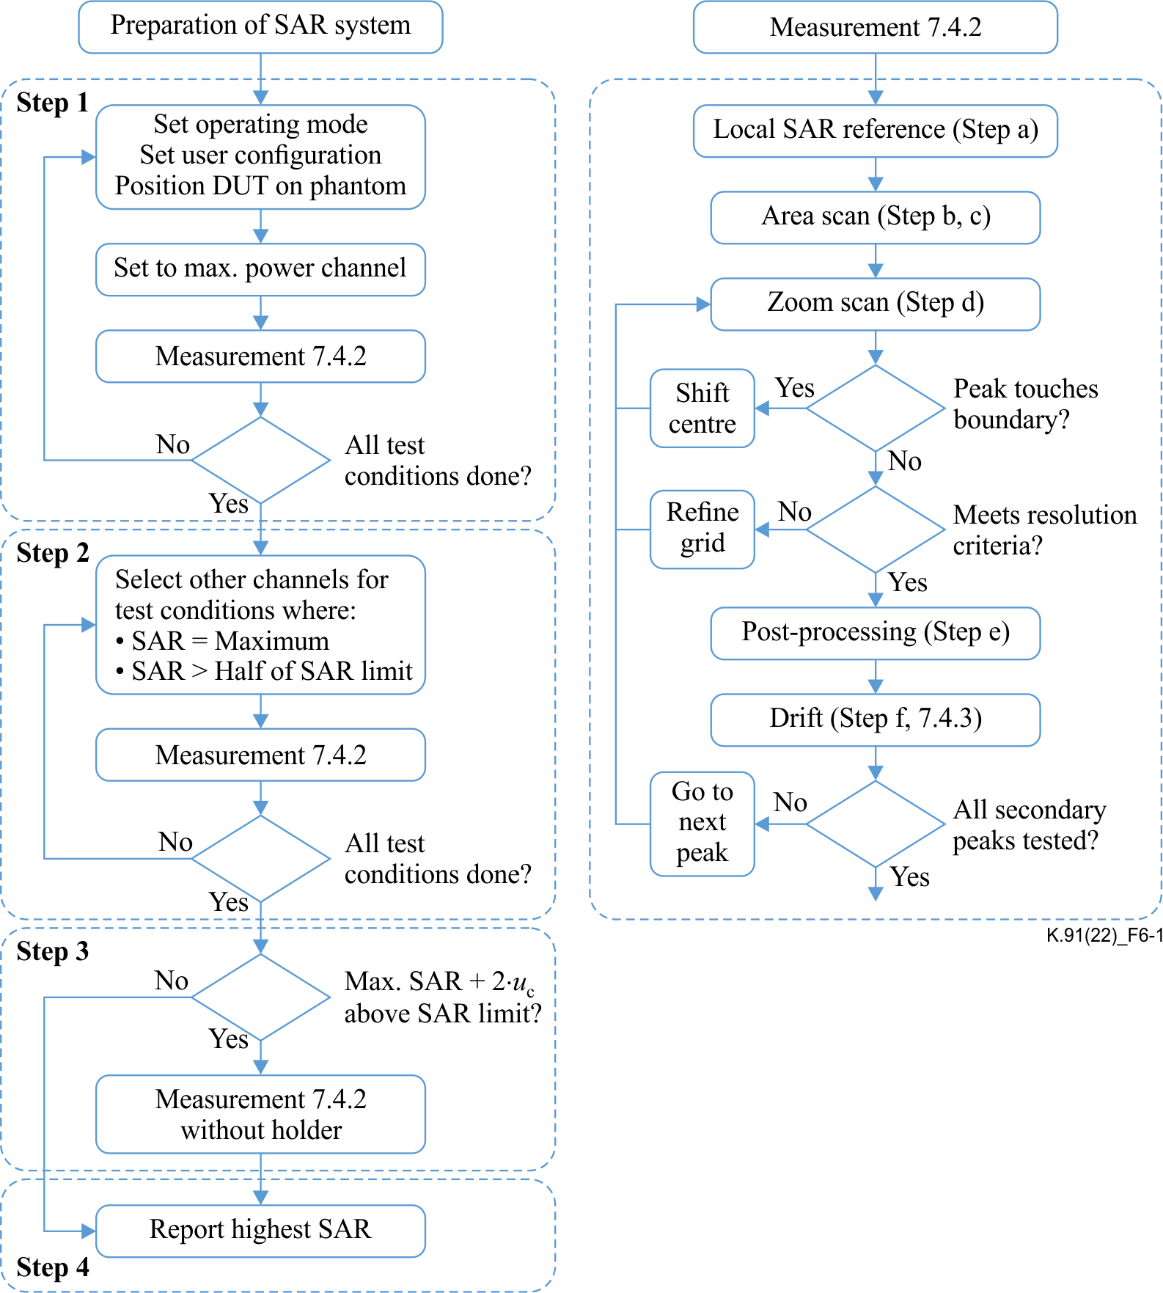 Preparation of SAR system
Step 1
Set operating mode
Set user configuration
Position DUT on phantom
Set to max. power channel
Measurement 7.4.2
No
All test
conditions done?
Yes
Step 2
Select other channels for
test conditions where:
• SAR = Maximum
• SAR > Half of SAR limit
Measurement 7.4.2
No
All test
conditions done?
Yes
Step 3
No
Max. SAR + 2·uc
above SAR limit?
Yes
Measurement 7.4.2
without holder
Report highest SAR
Step 4
Measurement 7.4.2
Local SAR reference (Step a)
Area scan (Step b, c)
Zoom scan (Step d)
Shift
centre
Yes
Peak touches
boundary?
No
Refine
grid
No
Meets resolution
criteria?
Yes
Post-processing (Step e)
Drift (Step f, 7.4.3)
Go to
next
peak
No
All secondary
peaks tested?
Yes
K.91(22)_F6-1